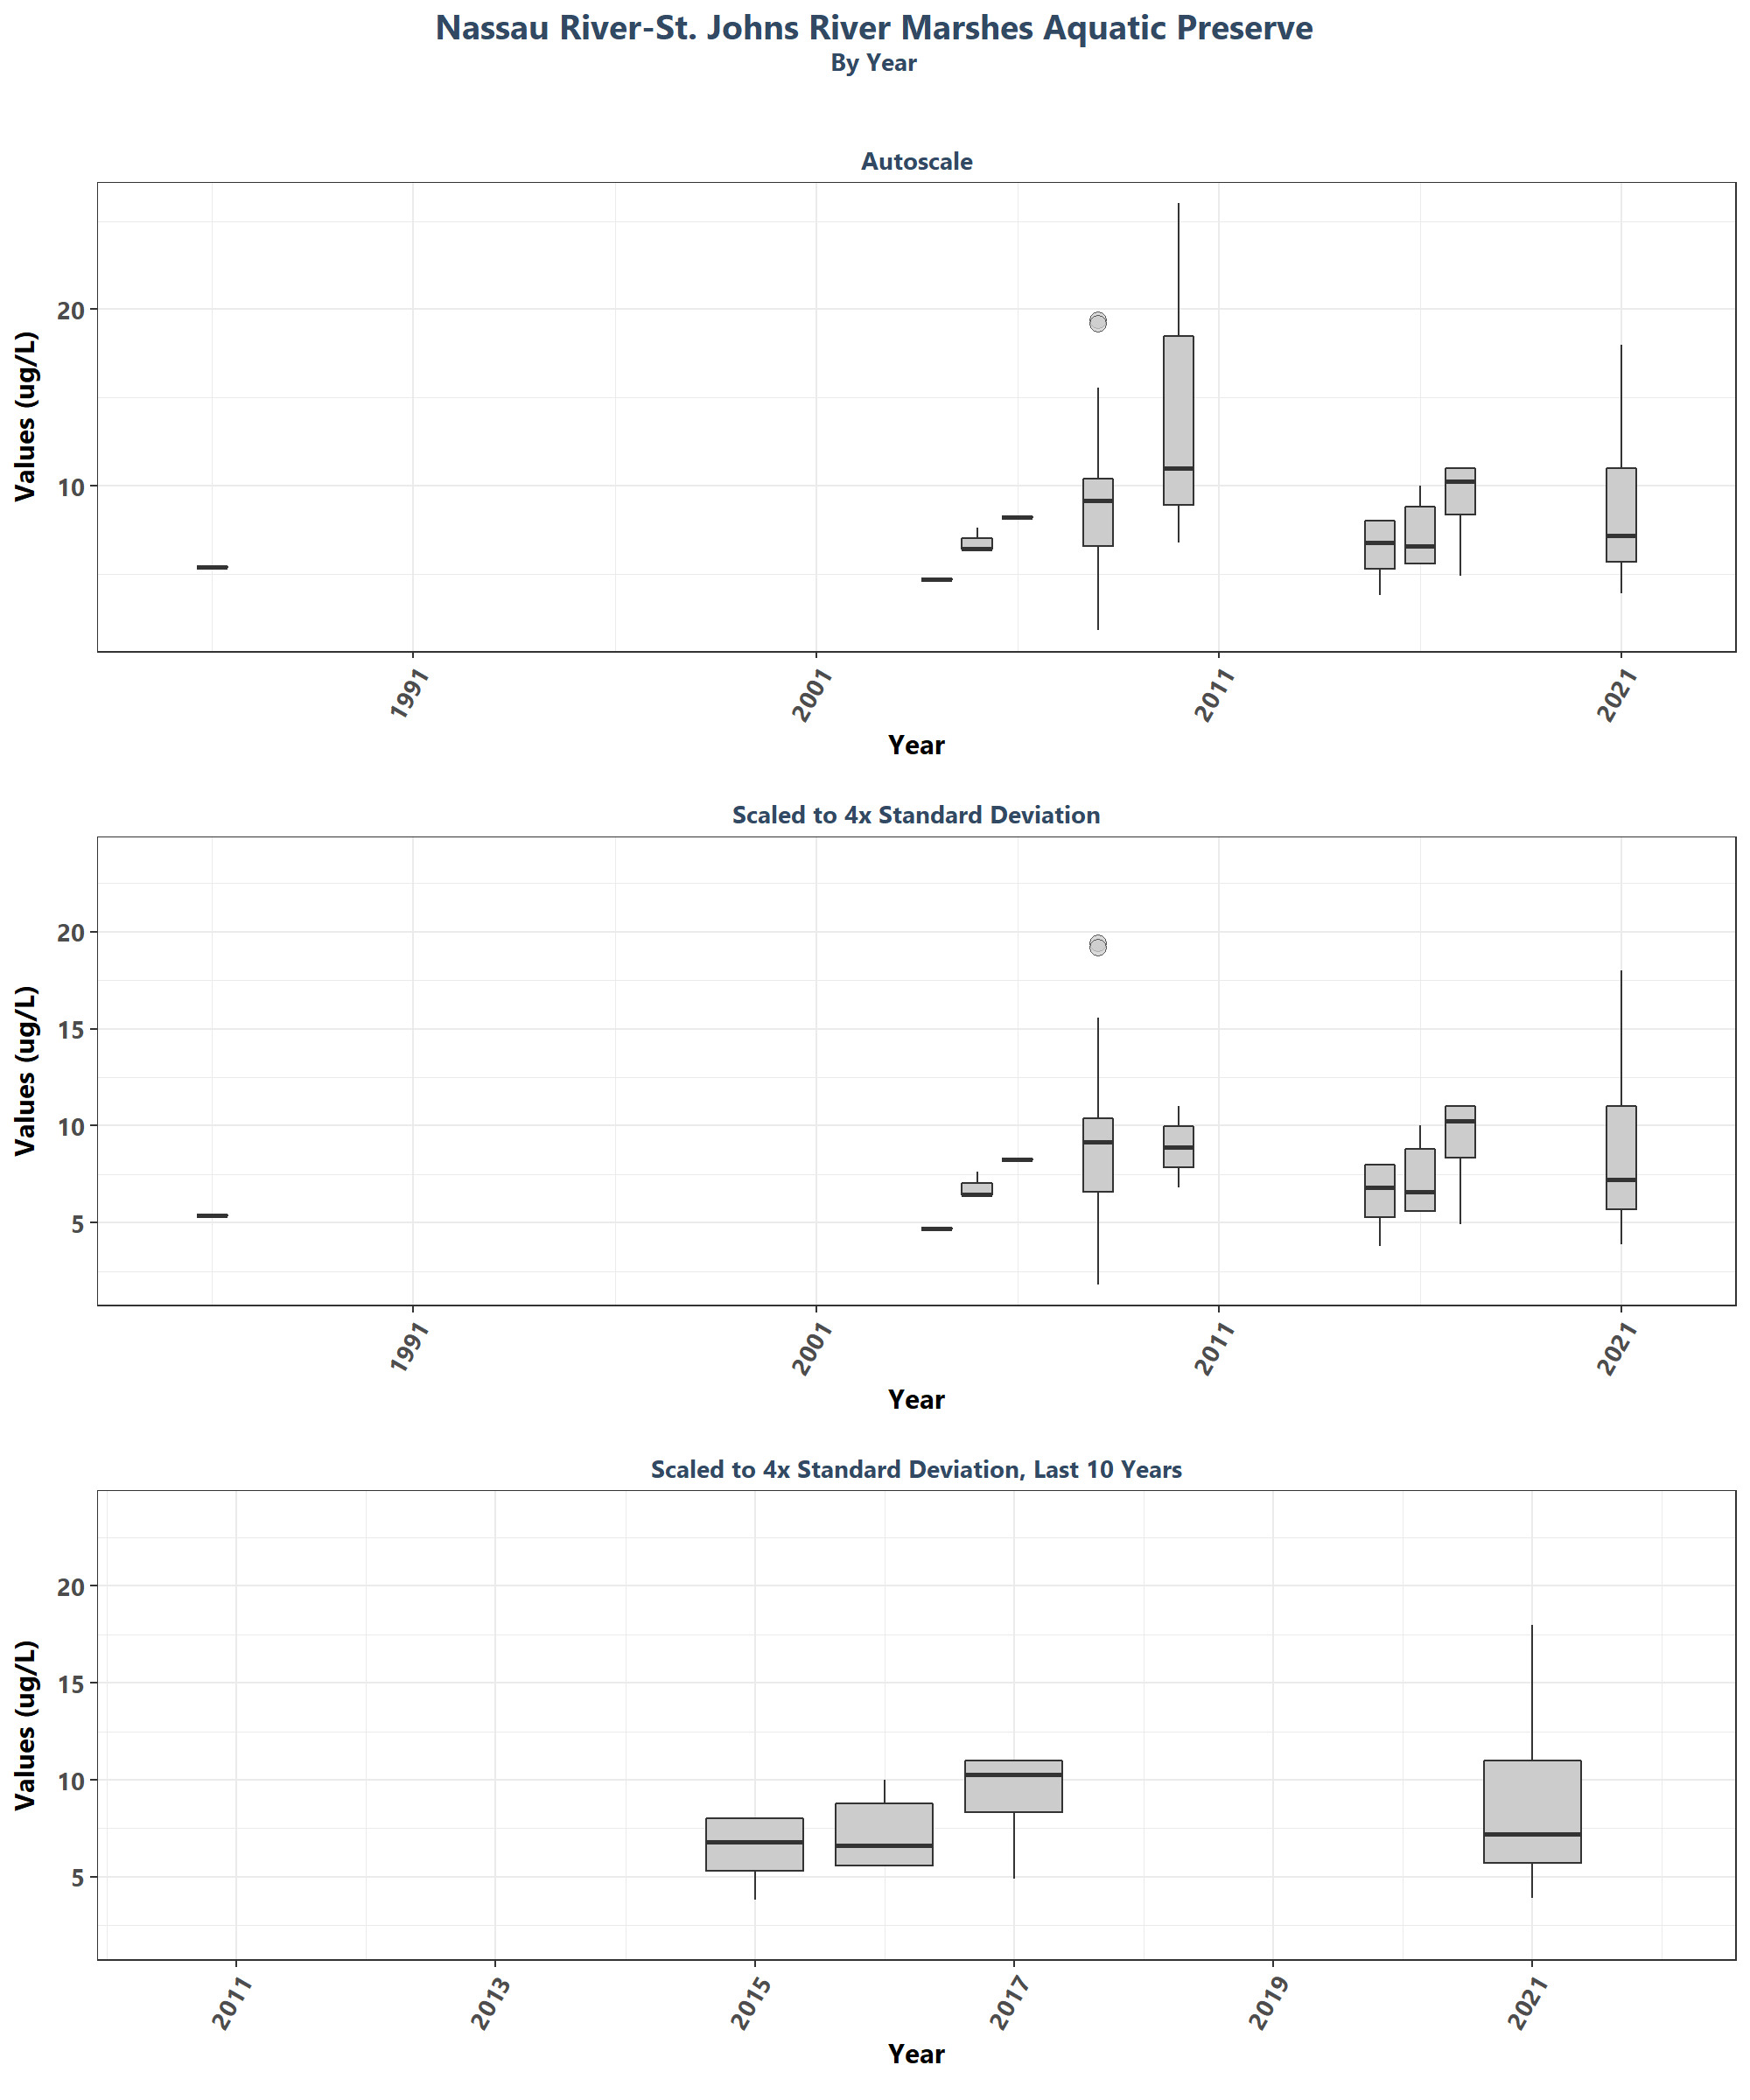 Nassau River-St. Johns River Marshes Aquatic Preserve
By Year
Autoscale
Values (ug/L)
20
10
1991
2001
2011
2021
Year
Scaled to 4x Standard Deviation
Values (ug/L)
20
15
10
5
1991
2001
2011
2021
Year
Scaled to 4x Standard Deviation, Last 10 Years
Values (ug/L)
20
15
10
5
2011
2013
2015
2017
2019
2021
Year